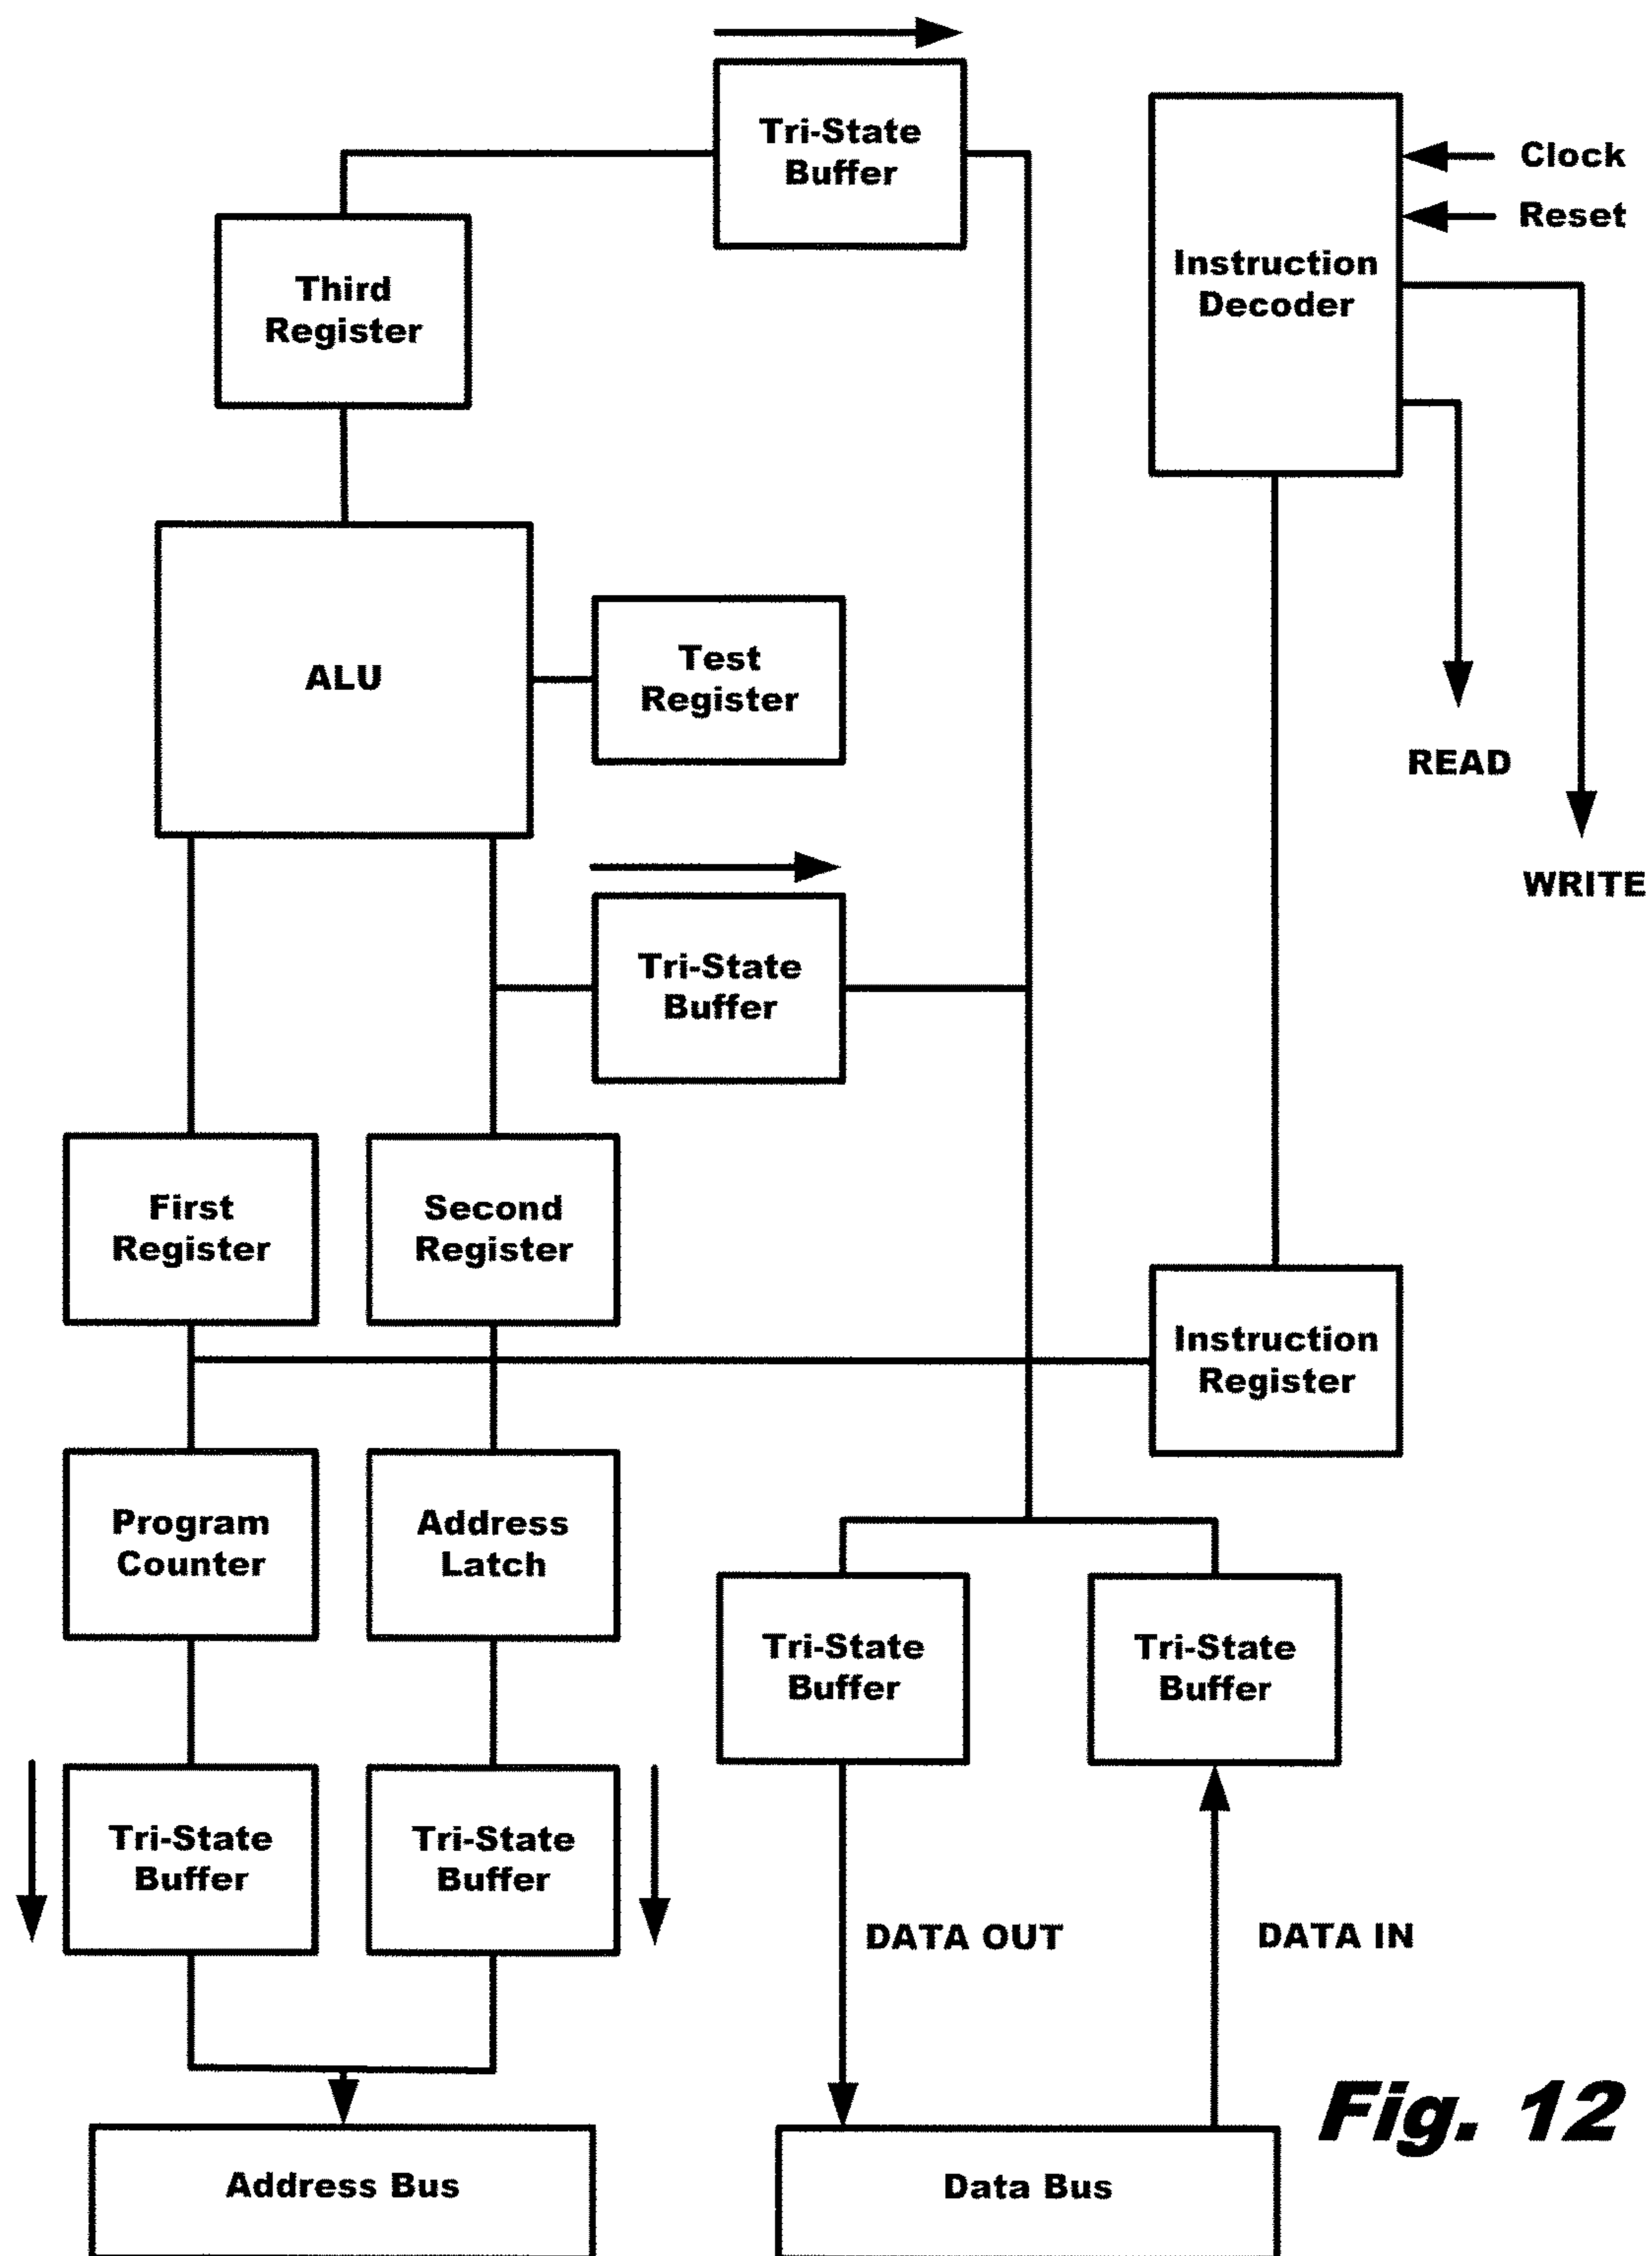 Tri-State
Buffer
Clock
Reset
Instruction
Decoder
Third
Register
ALU
Test
Register
READ
WRITE
Tri-State
Buffer
First
Register
Second
Register
Instruction
Register
Program
Counter
Address
Latch
Tri-State
Buffer
Tri-State
Buffer
Tri-State
Buffer
Tri-State
Buffer
DATA OUT
DATA IN
Fig. 12
Address Bus
Data Bus